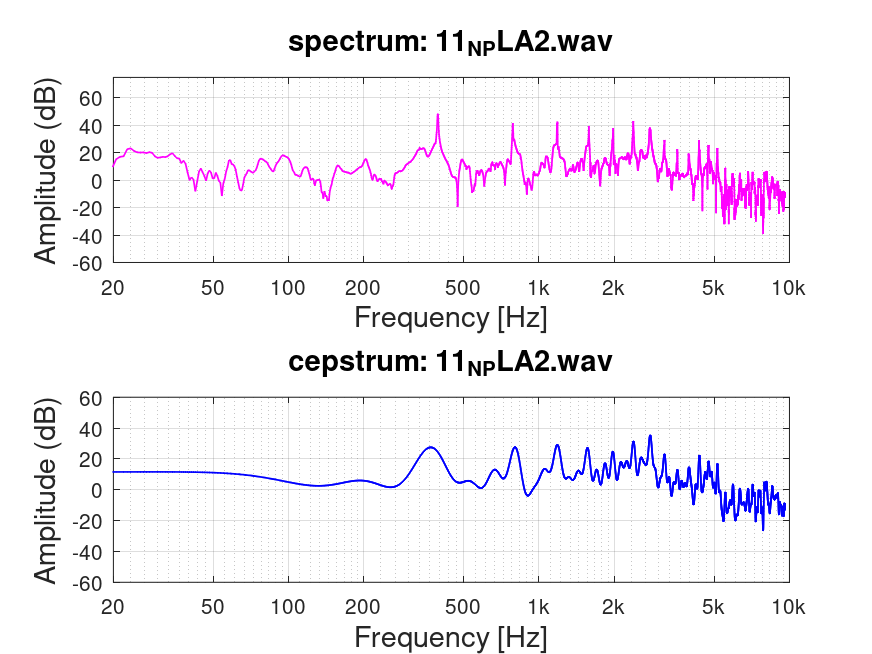 spectrum: 11NPLA2.wav
60
40
20
0
-20
-40
-60
Amplitude (dB)
20 50 100 200 500 1k 2k 5k 10k
Frequency [Hz]
cepstrum: 11NPLA2.wav
60
40
20
0
-20
-40
-60
Amplitude (dB)
20 50 100 200 500 1k 2k 5k 10k
Frequency [Hz]